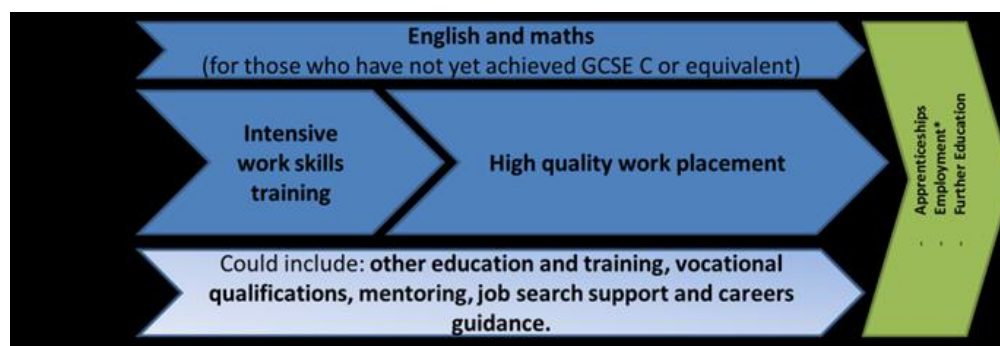 English and maths
(for those who have not yet achieved GCSE C or equivalent)
Intensive
work skills
training
High quality work placement
Could include: other education and training, vocational
qualifications, mentoring, job search support and careers
guidance.
- Apprenticeships
- Employment*
- Further Education